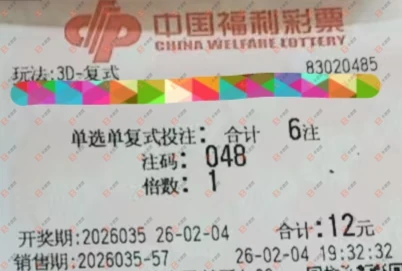 中国福利彩票
CHINA WELFARE LOTTERY
玩法:3D-复式 83020485
单选单复式投注: 合计 6注
注码: 048
倍数: 1
开奖期:2026035 26-02-04 合计:12元
销售期:2026035-57 26-02-04 19:32:32